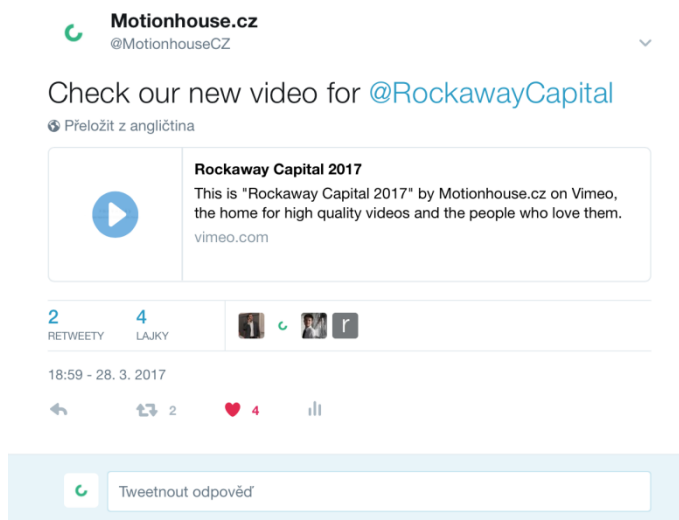 Motionhouse.cz
@MotionhouseCZ
Check our new video for @RockawayCapital
Přeložit z angličtina
Rockaway Capital 2017
This is "Rockaway Capital 2017" by Motionhouse.cz on Vimeo,
the home for high quality videos and the people who love them.
vimeo.com
2 4
RETWEETY LAJKY
r
18:59 - 28. 3. 2017
2 4
Tweetnout odpověď